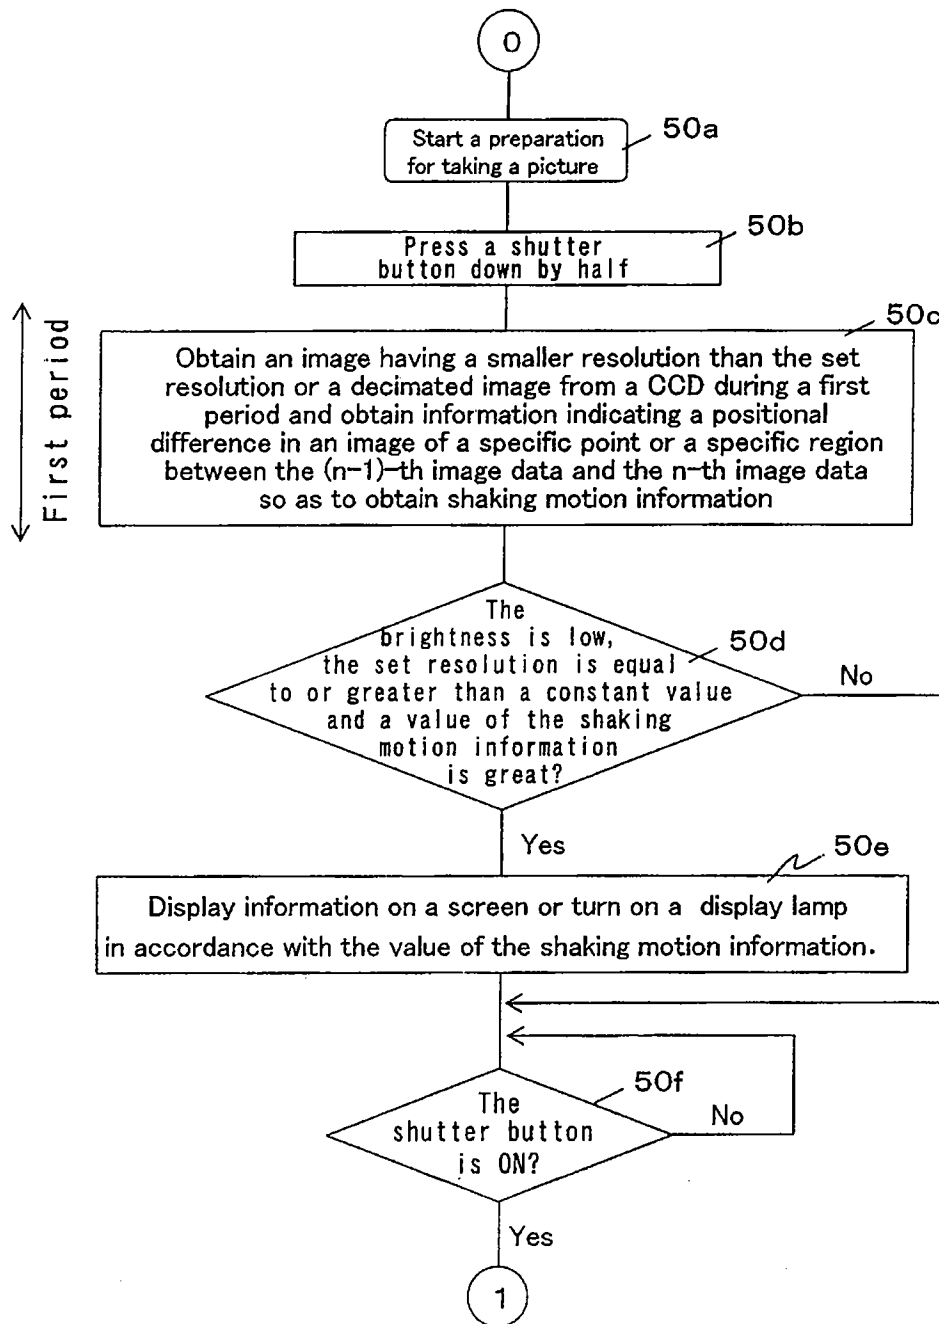 0
Start a preparation
for taking a picture
50a
50b
Press a shutter
button down by half
50c
First period
Obtain an image having a smaller resolution than the set
resolution or a decimated image from a CCD during a first
period and obtain information indicating a positional
difference in an image of a specific point or a specific region
between the (n-1)-th image data and the n-th image data
so as to obtain shaking motion information
The
brightness is low,
the set resolution is equal
to or greater than a constant value
and a value of the shaking
motion information
is great?
50d
No
Yes
50e
Display information on a screen or turn on a display lamp
in accordance with the value of the shaking motion information.
50f
The
shutter button
is ON?
No
Yes
1